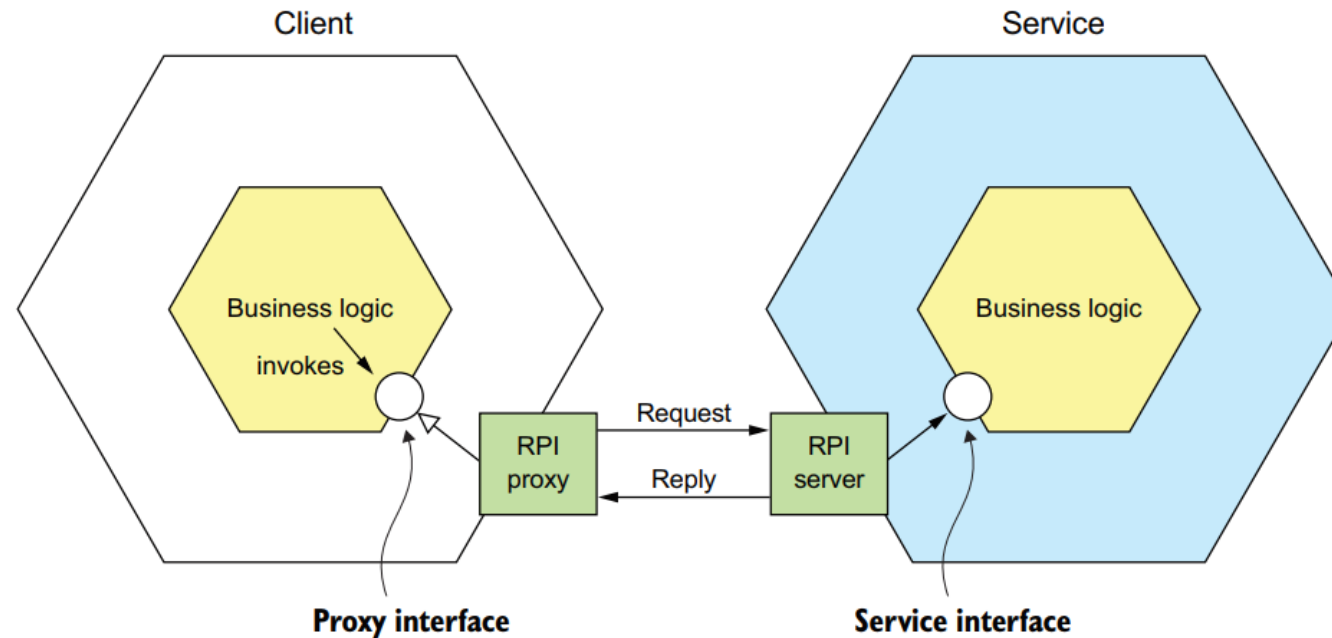 Client
Service
Business logic
invokes
Business logic
Request
RPI
proxy
RPI
server
Reply
Proxy interface
Service interface